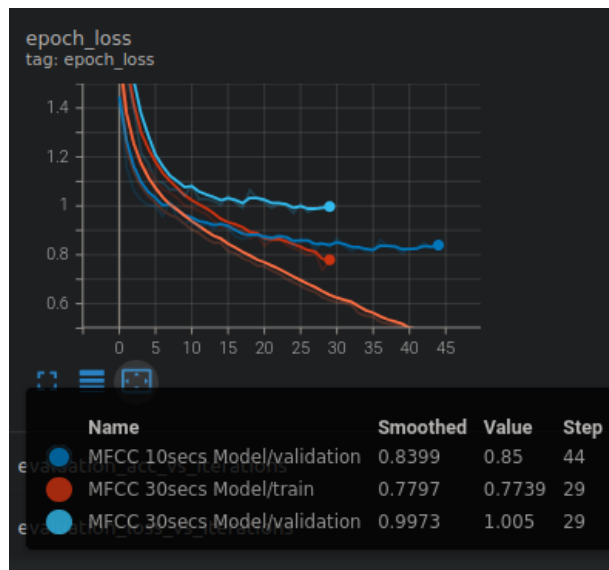 epoch_loss
tag: epoch_loss
1.4
1.2
1
0.8
0.6
0 5 10 15 20 25 30 35 40 45
Name Smoothed Value Step
MFCC 10secs Model/validation 0.8399 0.85 44
evaluation_acc_vs_iterations
MFCC 30secs Model/train 0.7797 0.7739 29
MFCC 30secs Model/validation 0.9973 1.005 29
evaluation_loss_vs_iterations